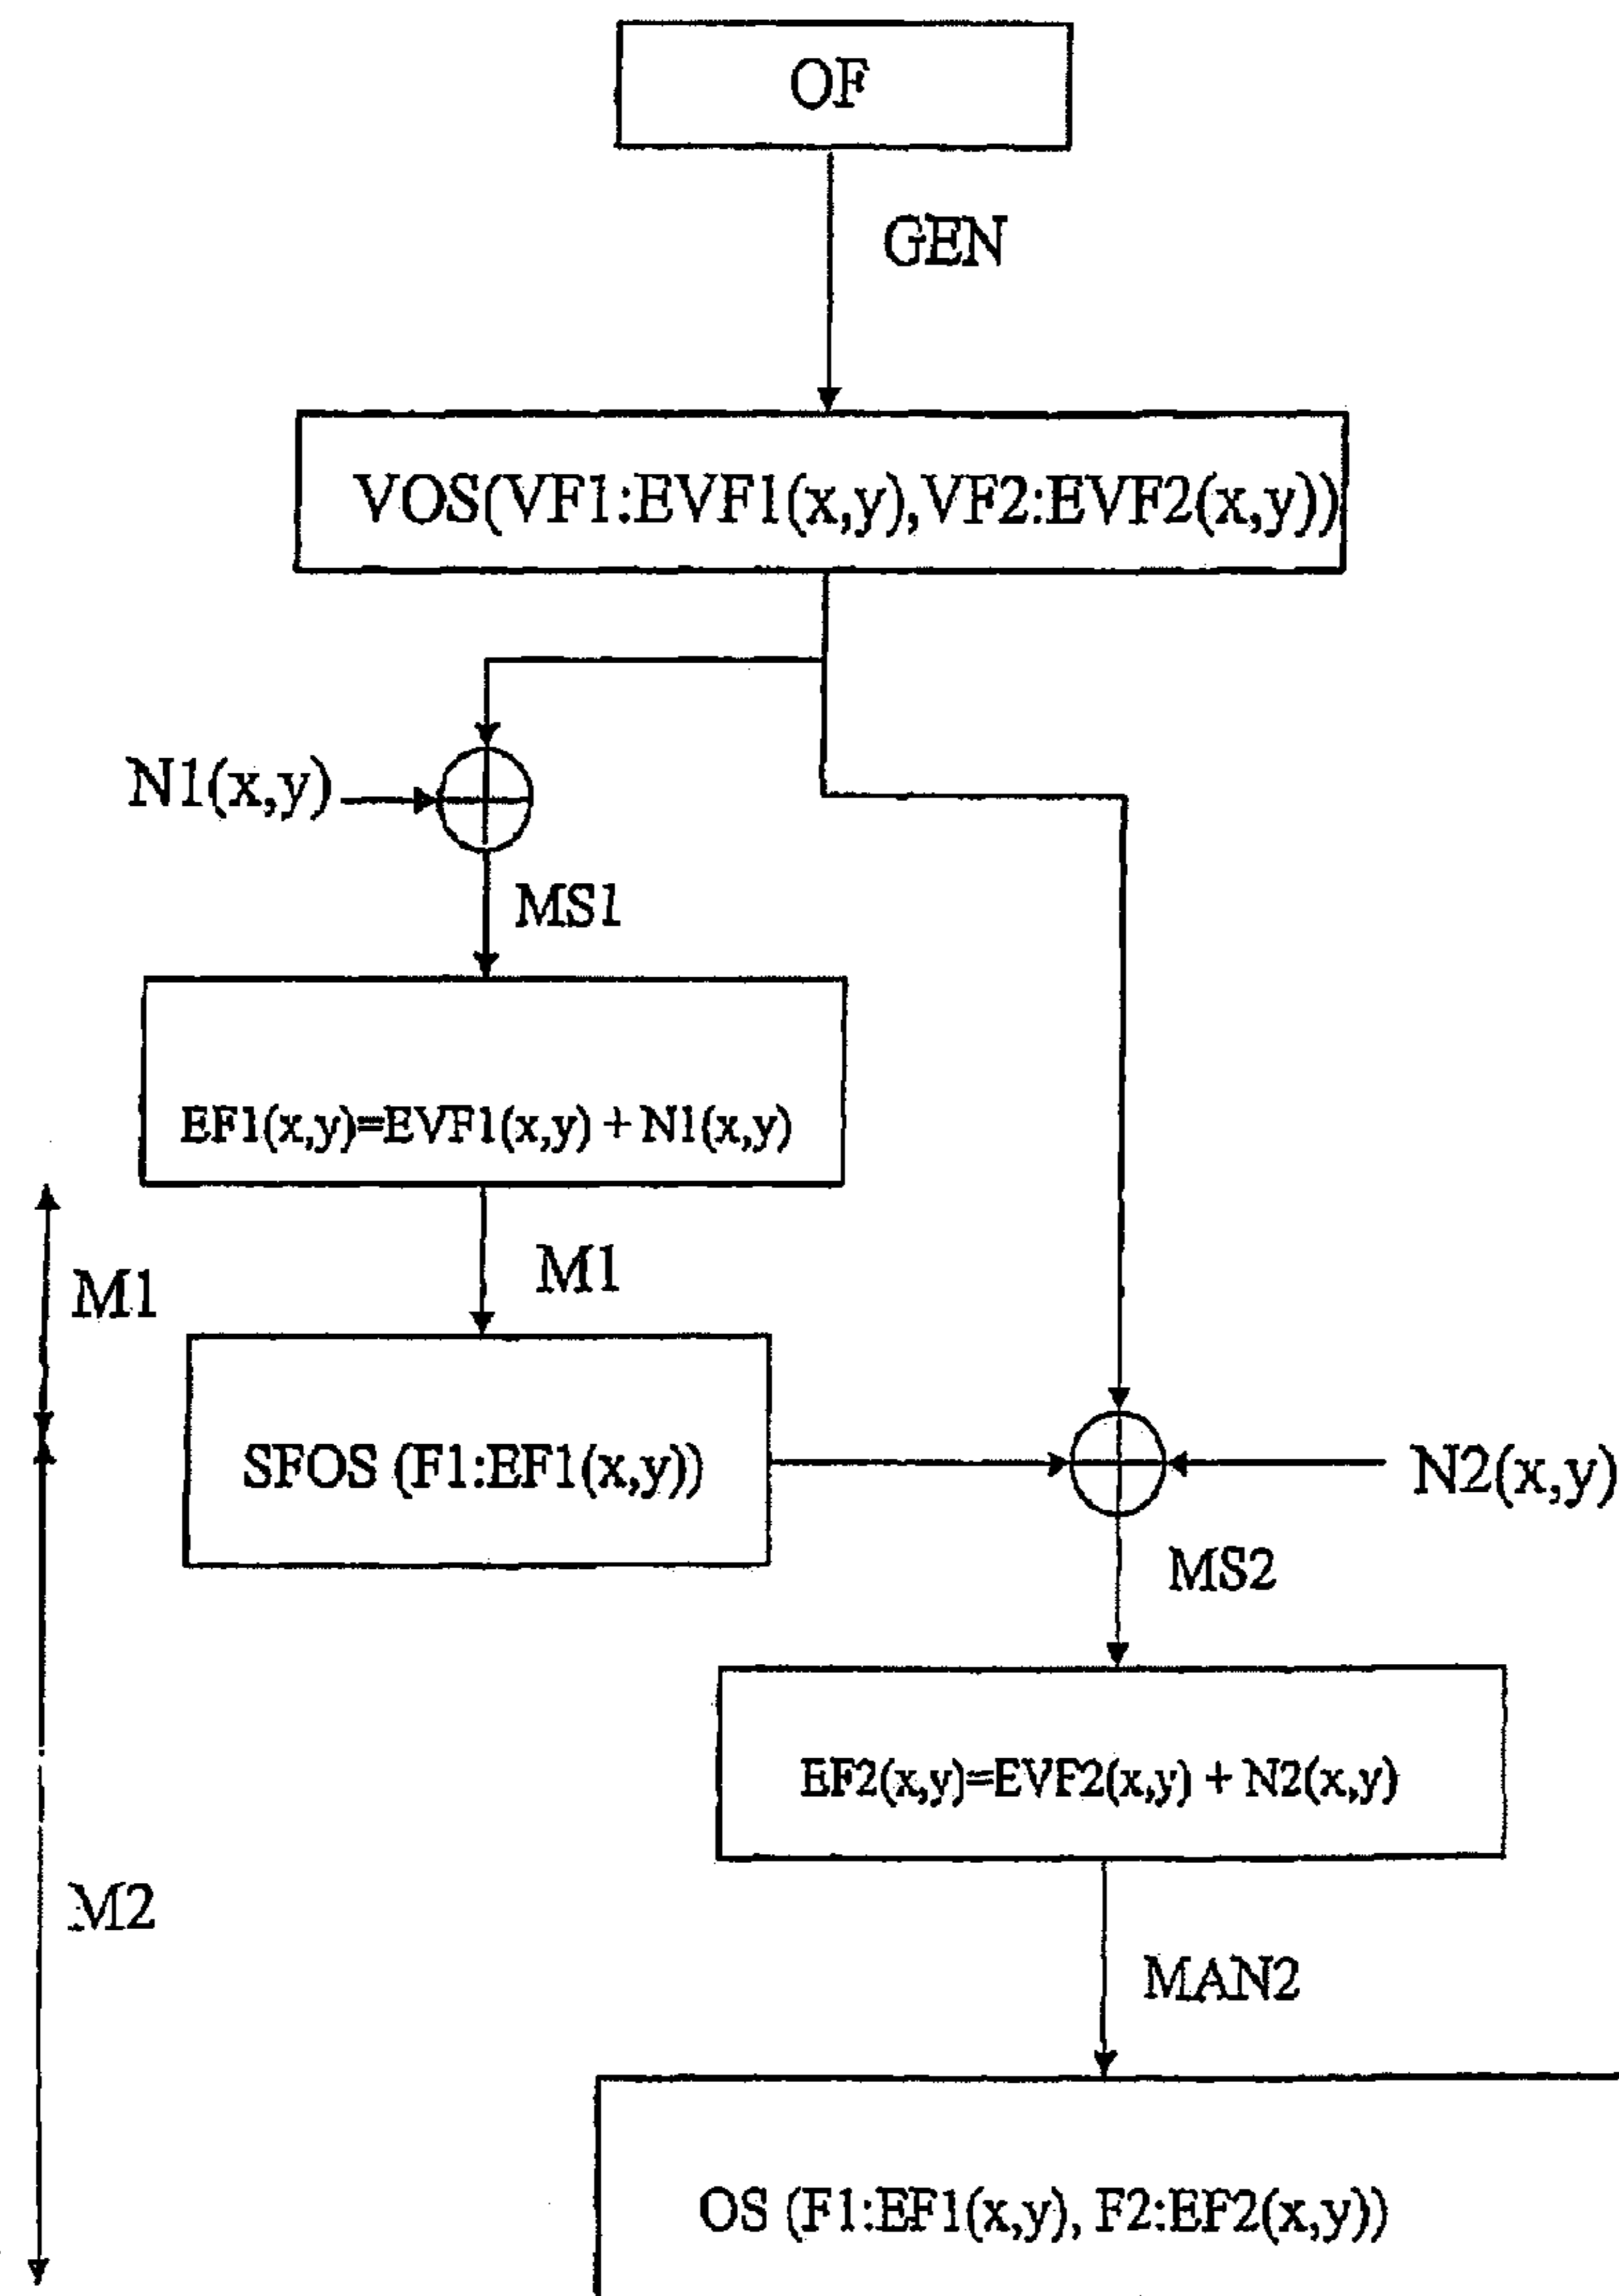 OF
GEN
VOS(VF1:EVF1(x,y),VF2:EVF2(x,y))
N1(x,y)
MS1
EF1(x,y)=EVF1(x,y) + N1(x,y)
M1
M1
SFOS (F1:EF1(x,y))
N2(x,y)
MS2
EF2(x,y)=EVF2(x,y) + N2(x,y)
M2
MAN2
OS (F1:EF1(x,y), F2:EF2(x,y))